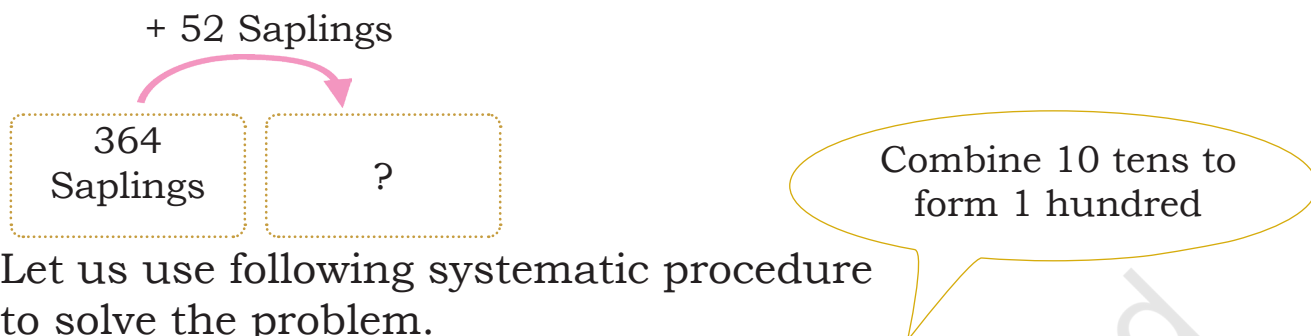 + 52 Saplings
364
Saplings
?
Combine 10 tens to
form 1 hundred
Let us use following systematic procedure
to solve the problem.